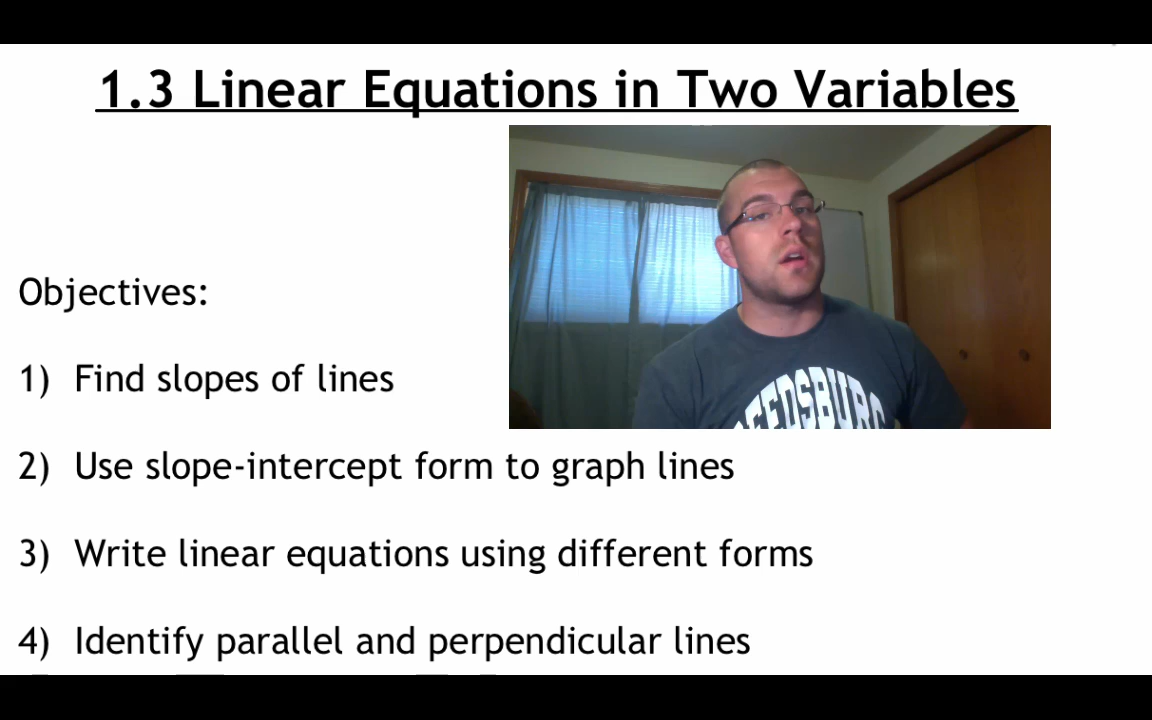 1.3 Linear Equations in Two Variables
Objectives:
1) Find slopes of lines
2) Use slope-intercept form to graph lines
3) Write linear equations using different forms
4) Identify parallel and perpendicular lines